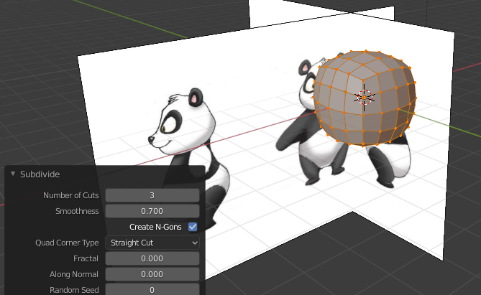 Subdivide
Number of Cuts 3
Smoothness 0.700
Create N-Gons
Quad Corner Type Straight Cut
Fractal 0.000
Along Normal 0.000
Random Seed 0